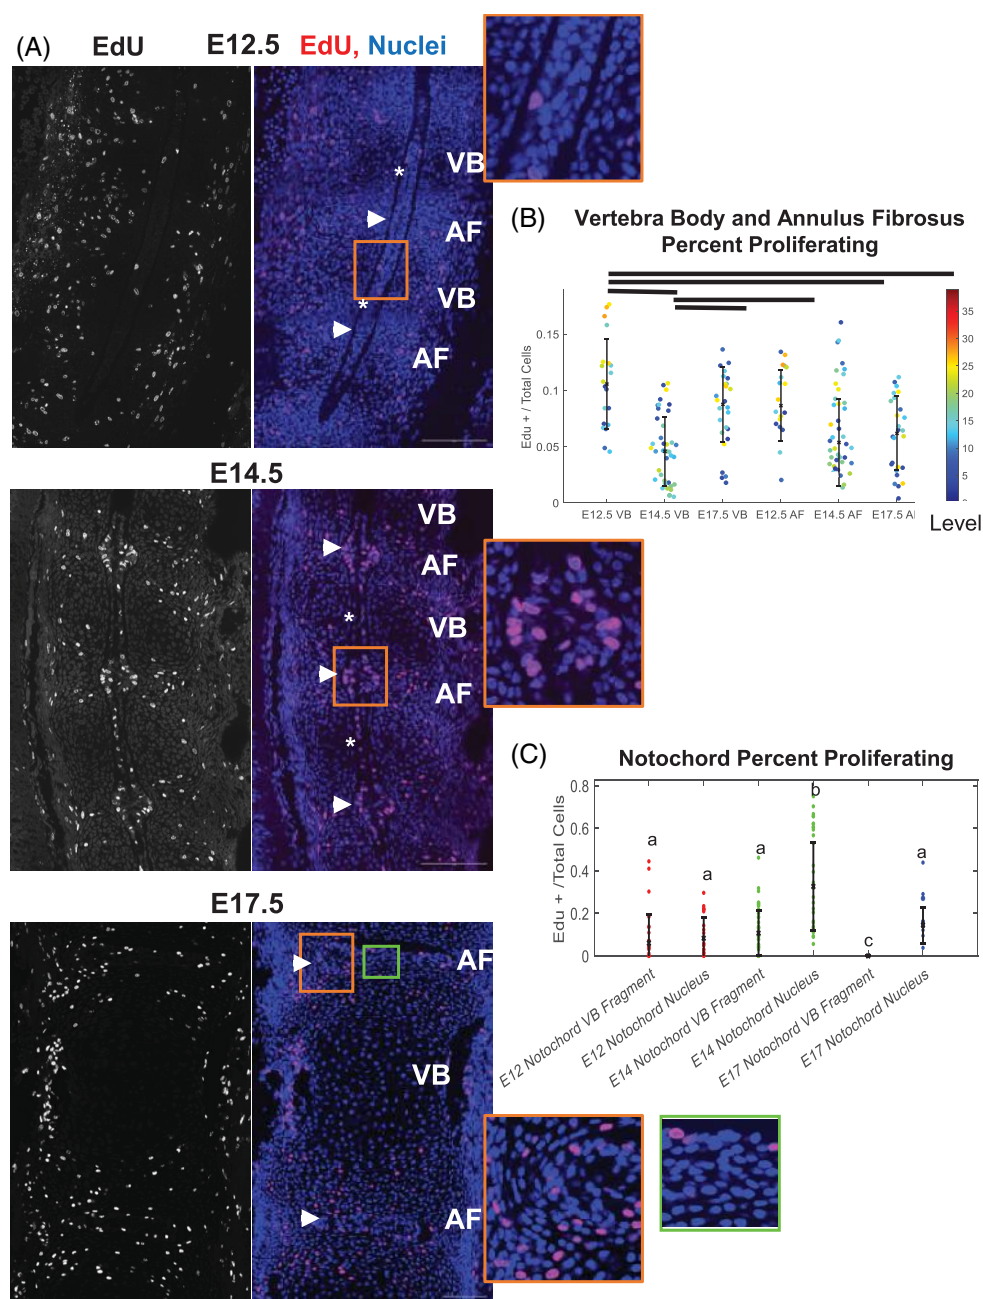 (A)
EdU
E12.5
EdU, Nuclei
*
VB
AF
VB
*
AF
E14.5
VB
AF
*
VB
AF
*
E17.5
AF
VB
AF
(B)
Vertebra Body and Annulus Fibrosus
Percent Proliferating
Edu + / Total Cells
0.15
0.1
0.05
0
E12.5 VB
E14.5 VB
E17.5 VB
E12.5 AF
E14.5 AF
E17.5 Al
35
30
25
20
15
10
5
0
Level
(C)
Notochord Percent Proliferating
Edu + /Total Cells
0.8
0.6
0.4
0.2
0
a
a
a
b
c
a
E12 Notochord VB Fragment
E12 Notochord Nucleus
E14 Notochord VB Fragment
E14 Notochord Nucleus
E17 Notochord VB Fragment
E17 Notochord Nucleus